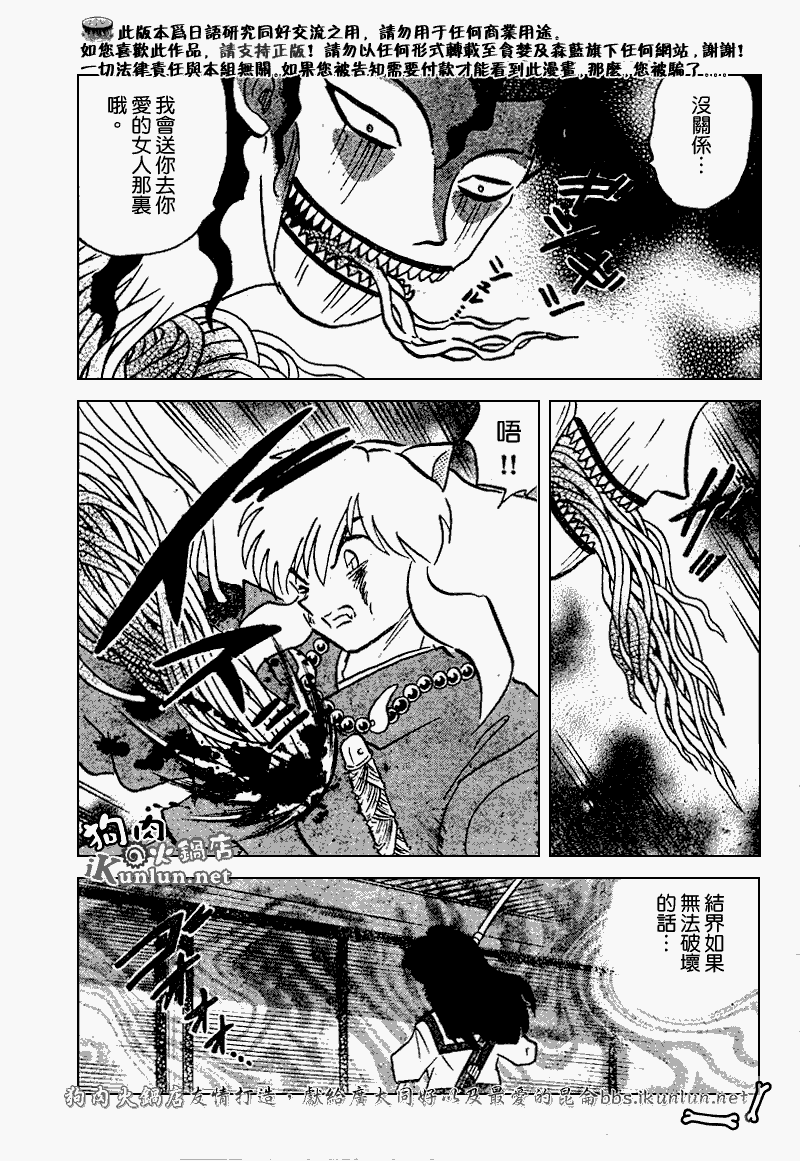 此版本爲日語研究同好交流之用，請勿用于任何商業用途。
如您喜歡此作品，請支持正版！請勿以任何形式轉載至貪婪及森藍旗下任何網站，謝謝！
一切法律責任與本組無關。如果您被告知需要付款才能看到此漫畫，那麼，您被騙了……
沒關係…
我會送你去你
愛的女人那裏
哦。
唔!!
狗肉火鍋店
iKunlun.net
結界如果
無法破壞
的話…
オオオオ…
狗肉火鍋店友情打造，獻給廣大同好以及最愛的昆侖bbs.ikunlun.net